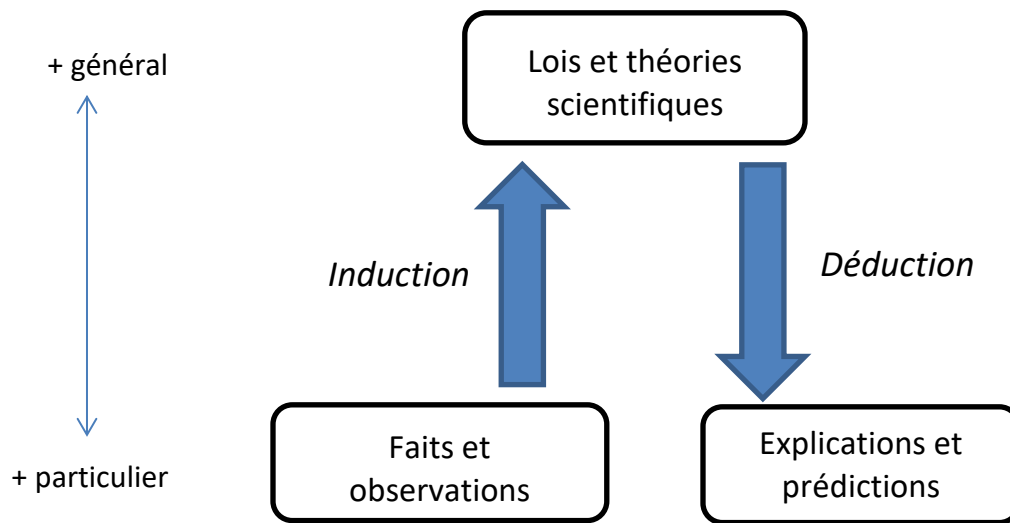 + général
Lois et théories
scientifiques
Induction
Déduction
+ particulier
Faits et
observations
Explications et
prédictions